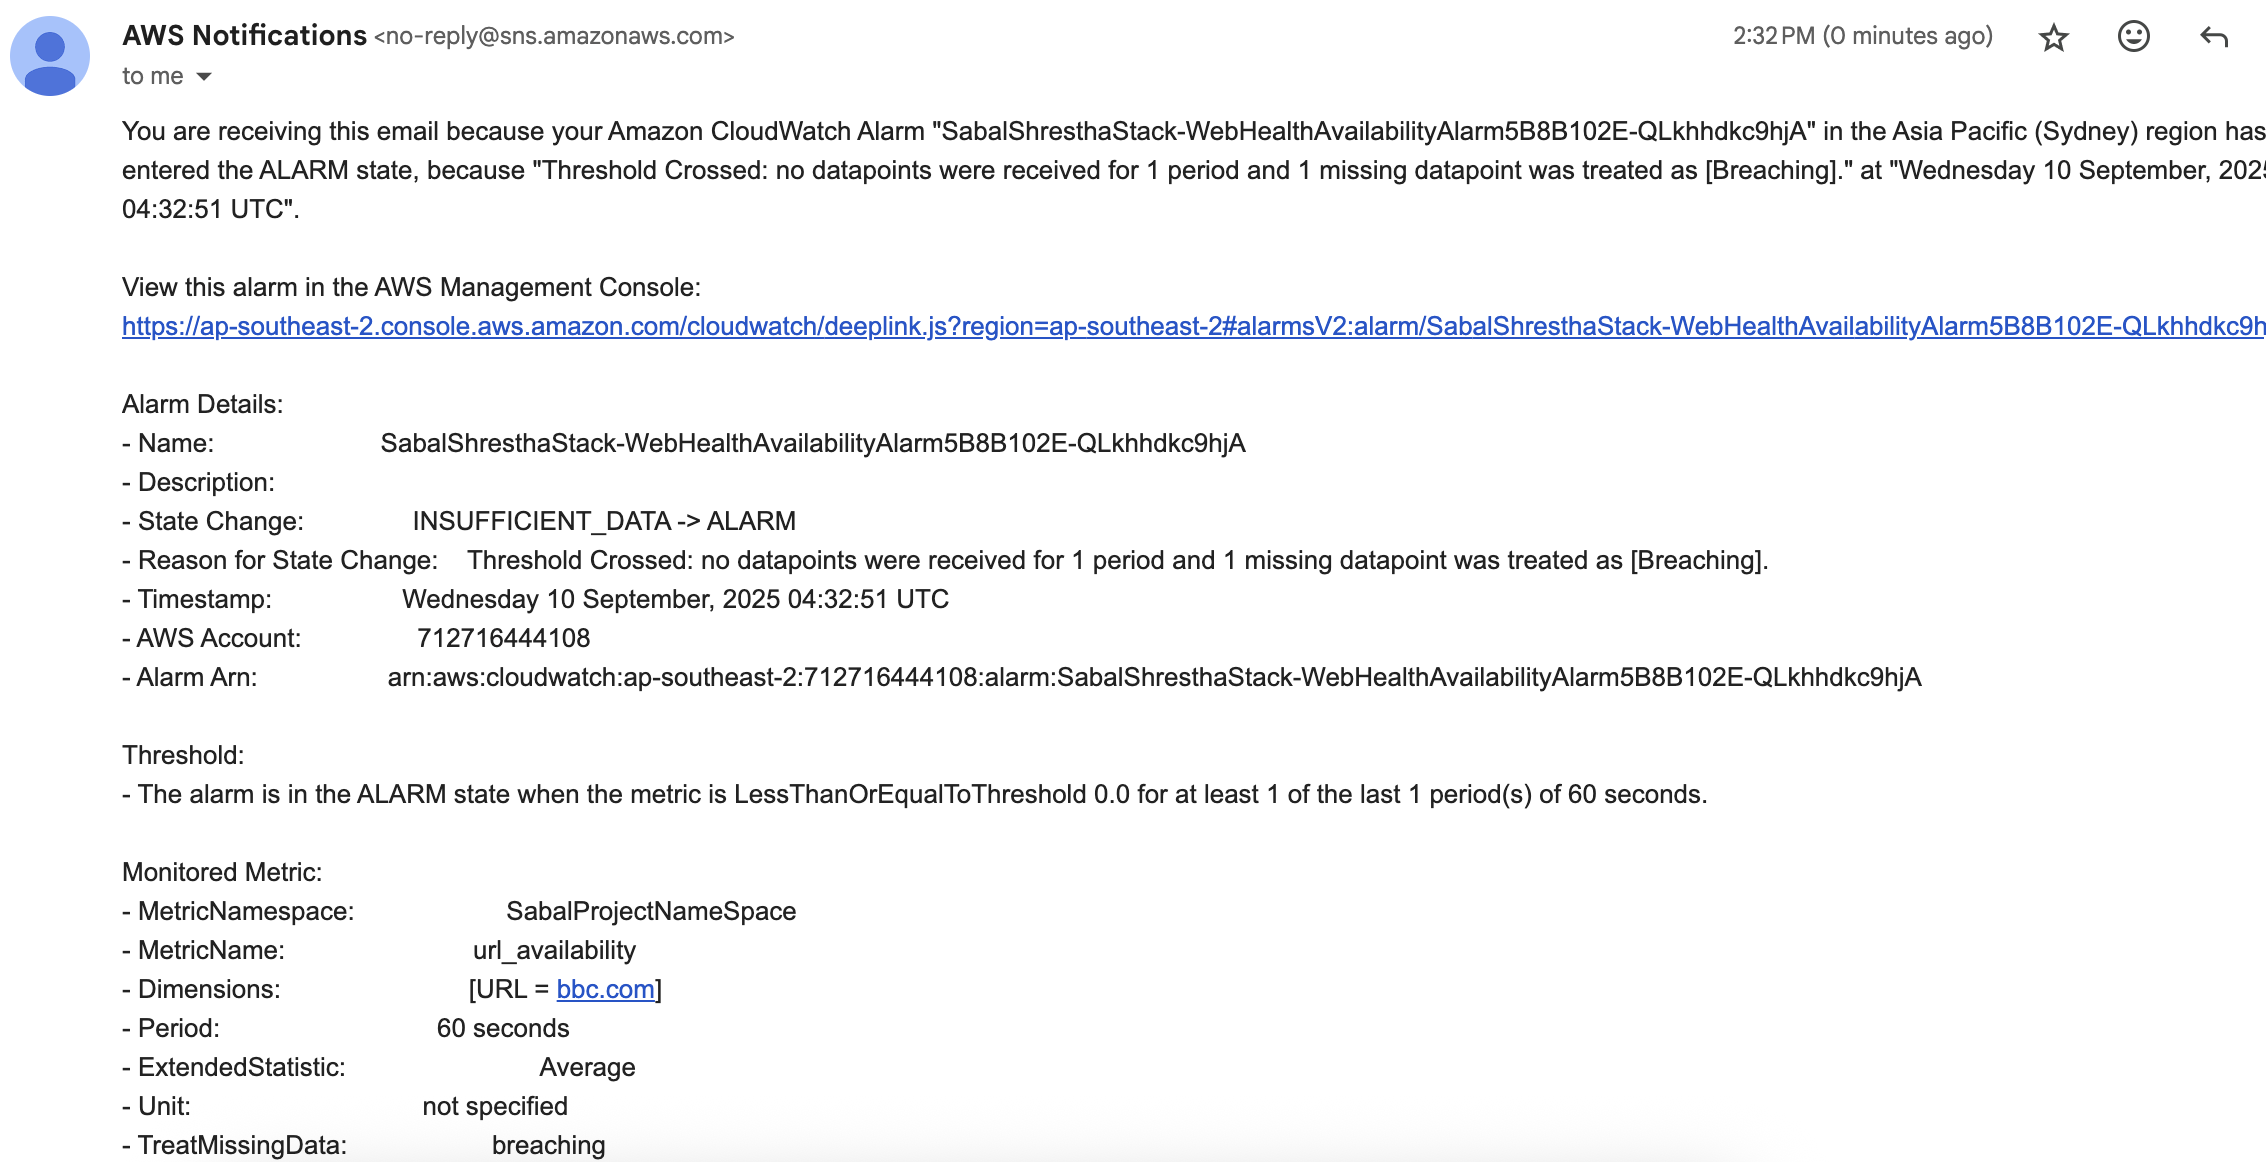 AWS Notifications <no-reply@sns.amazonaws.com>
2:32 PM (0 minutes ago)
to me
You are receiving this email because your Amazon CloudWatch Alarm "SabalShresthaStack-WebHealthAvailabilityAlarm5B8B102E-QLkhhdkc9hjA" in the Asia Pacific (Sydney) region has
entered the ALARM state, because "Threshold Crossed: no datapoints were received for 1 period and 1 missing datapoint was treated as [Breaching]." at "Wednesday 10 September, 202
04:32:51 UTC".
View this alarm in the AWS Management Console:
https://ap-southeast-2.console.aws.amazon.com/cloudwatch/deeplink.js?region=ap-southeast-2#alarmsV2:alarm/SabalShresthaStack-WebHealthAvailabilityAlarm5B8B102E-QLkhhdkc9h
Alarm Details:
- Name: SabalShresthaStack-WebHealthAvailabilityAlarm5B8B102E-QLkhhdkc9hjA
- Description:
- State Change: INSUFFICIENT_DATA -> ALARM
- Reason for State Change: Threshold Crossed: no datapoints were received for 1 period and 1 missing datapoint was treated as [Breaching].
- Timestamp: Wednesday 10 September, 2025 04:32:51 UTC
- AWS Account: 712716444108
- Alarm Arn: arn:aws:cloudwatch:ap-southeast-2:712716444108:alarm:SabalShresthaStack-WebHealthAvailabilityAlarm5B8B102E-QLkhhdkc9hjA
Threshold:
- The alarm is in the ALARM state when the metric is LessThanOrEqualToThreshold 0.0 for at least 1 of the last 1 period(s) of 60 seconds.
Monitored Metric:
- MetricNamespace: SabalProjectNameSpace
- MetricName: url_availability
- Dimensions: [URL = bbc.com]
- Period: 60 seconds
- ExtendedStatistic: Average
- Unit: not specified
- TreatMissingData: breaching